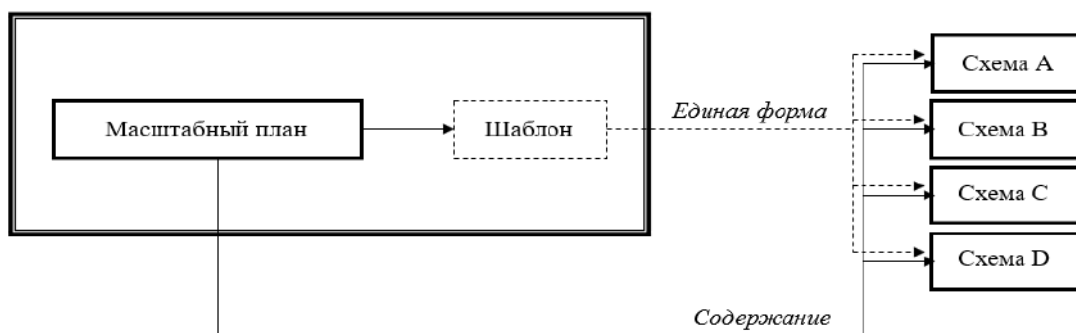 Масштабный план
Шаблон
Единая форма
Схема A
Схема B
Схема C
Схема D
Содержание